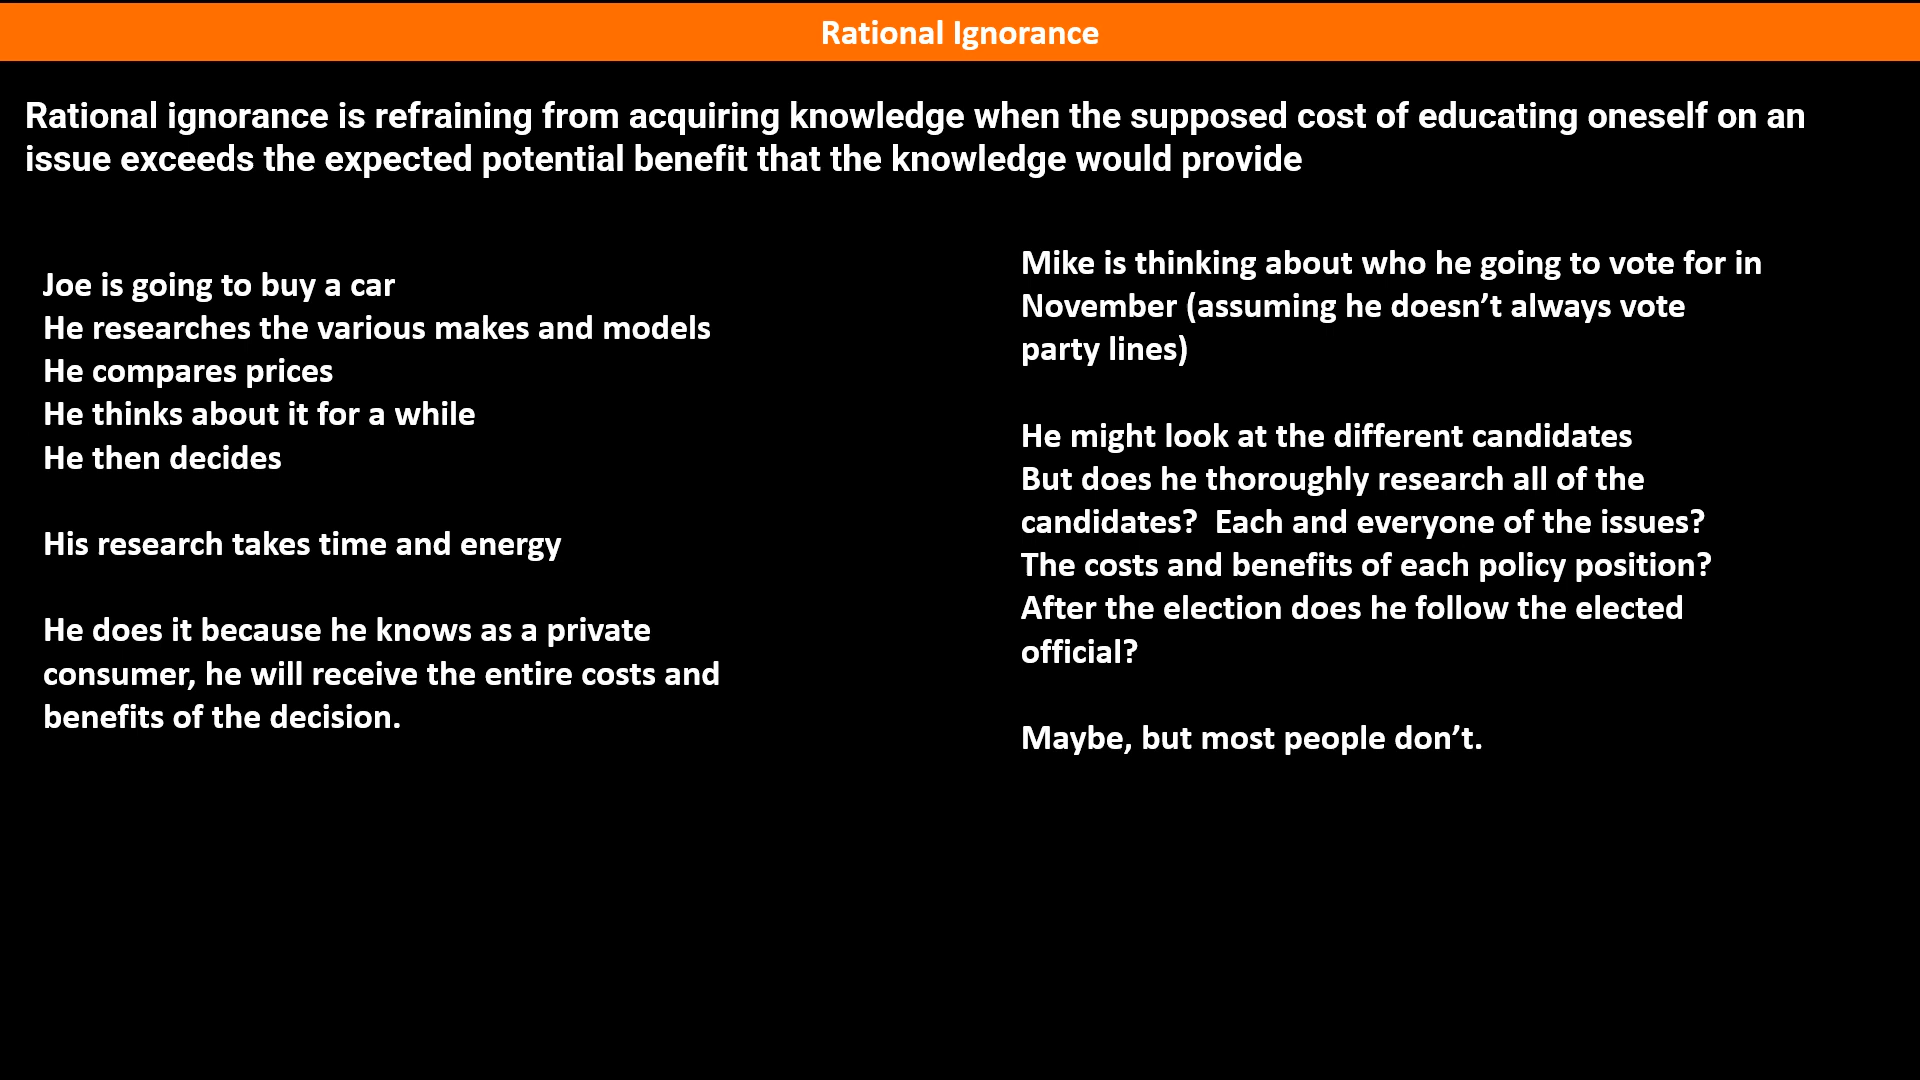 Rational Ignorance
Rational ignorance is refraining from acquiring knowledge when the supposed cost of educating oneself on an
issue exceeds the expected potential benefit that the knowledge would provide
Joe is going to buy a car
He researches the various makes and models
He compares prices
He thinks about it for a while
He then decides
His research takes time and energy
He does it because he knows as a private
consumer, he will receive the entire costs and
benefits of the decision.
Mike is thinking about who he going to vote for in
November (assuming he doesn’t always vote
party lines)
He might look at the different candidates
But does he thoroughly research all of the
candidates?  Each and everyone of the issues?
The costs and benefits of each policy position?
After the election does he follow the elected
official?
Maybe, but most people don’t.